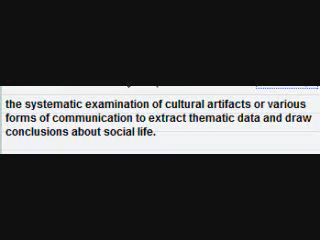 the systematic examination of cultural artifacts or various
forms of communication to extract thematic data and draw
conclusions about social life.